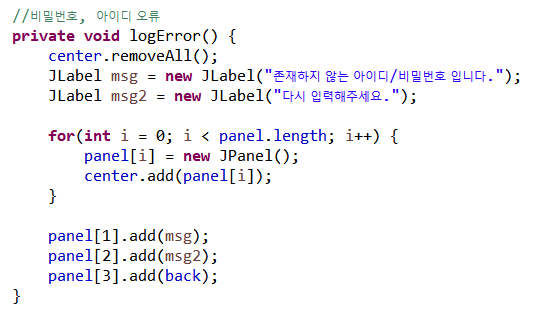 //비밀번호, 아이디 오류
private void logError() {
    center.removeAll();
    JLabel msg = new JLabel("존재하지 않는 아이디/비밀번호 입니다.");
    JLabel msg2 = new JLabel("다시 입력해주세요.");

    for(int i = 0; i < panel.length; i++) {
        panel[i] = new JPanel();
        center.add(panel[i]);
    }

    panel[1].add(msg);
    panel[2].add(msg2);
    panel[3].add(back);
}